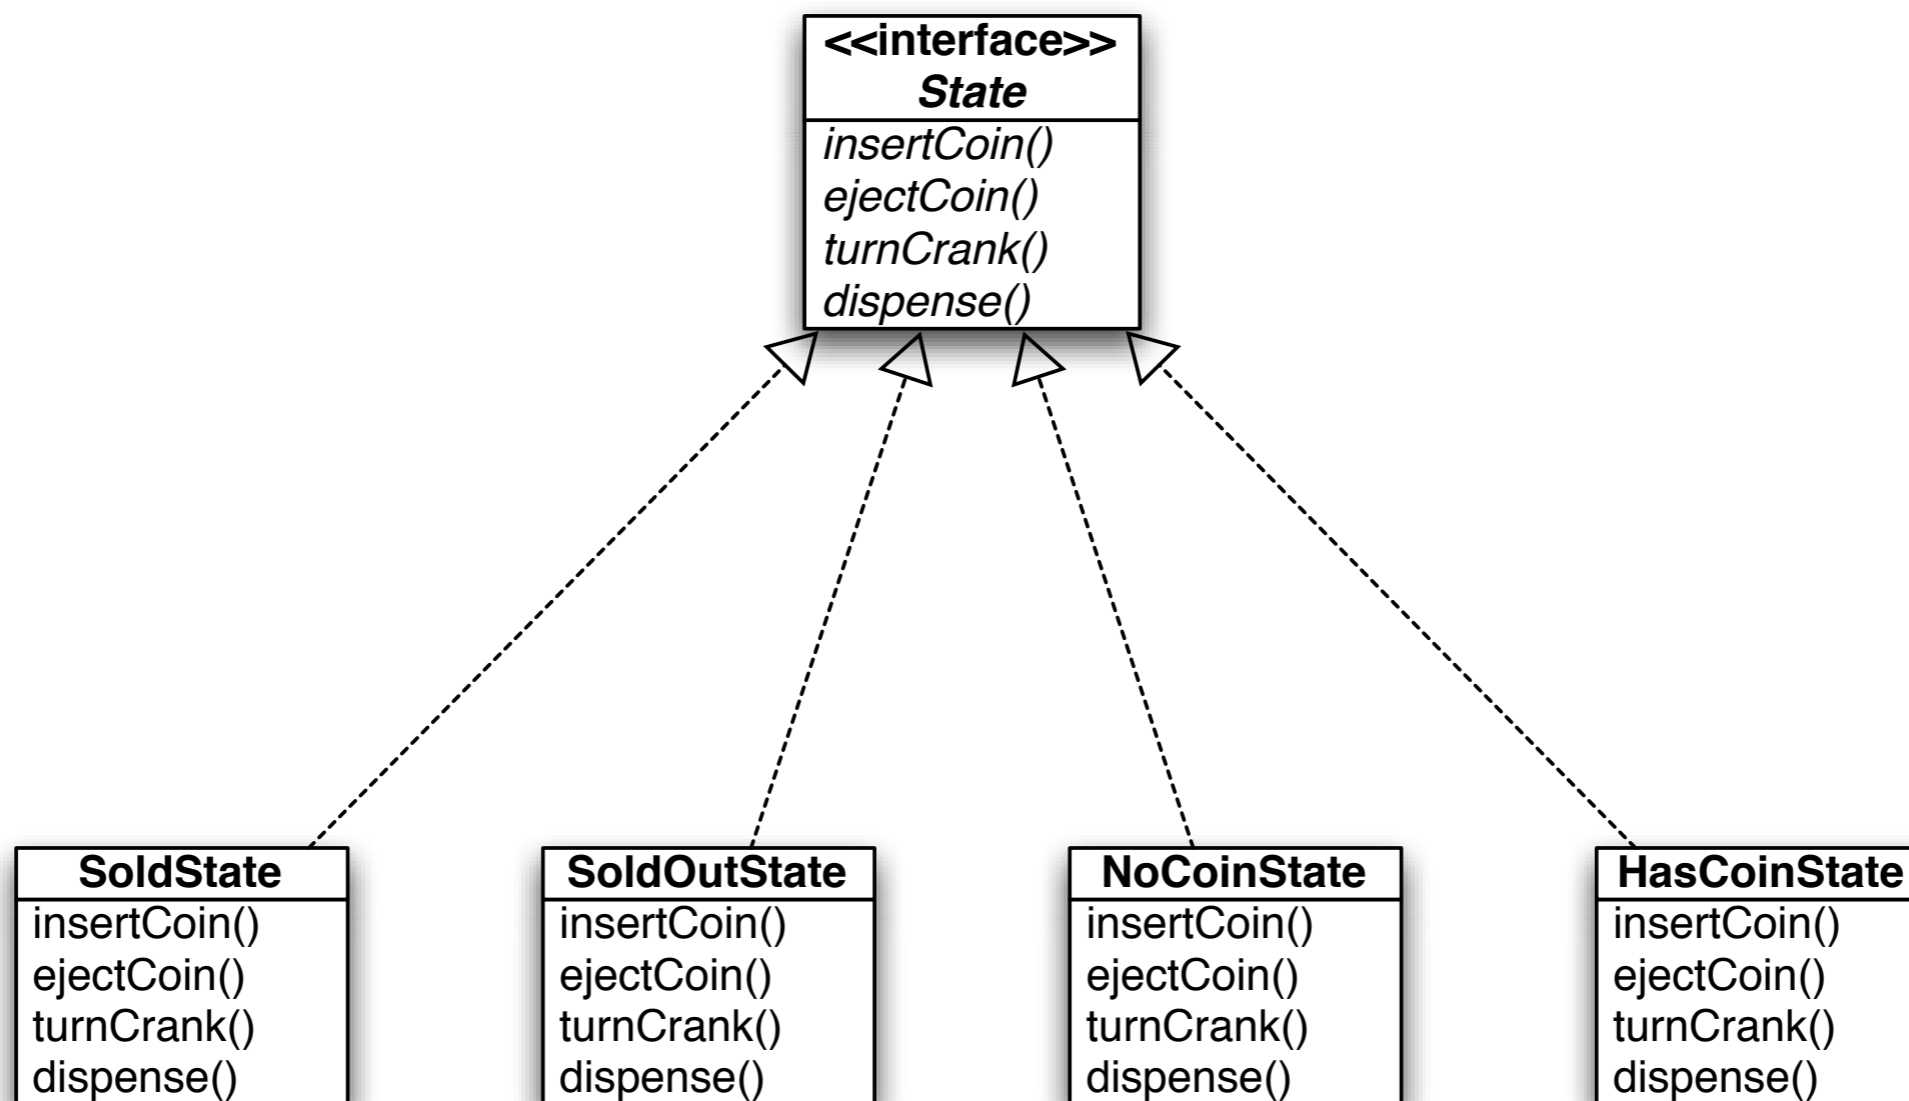 <<interface>>
State
insertCoin()
ejectCoin()
turnCrank()
dispense()
SoldState
insertCoin()
ejectCoin()
turnCrank()
dispense()
SoldOutState
insertCoin()
ejectCoin()
turnCrank()
dispense()
NoCoinState
insertCoin()
ejectCoin()
turnCrank()
dispense()
HasCoinState
insertCoin()
ejectCoin()
turnCrank()
dispense()